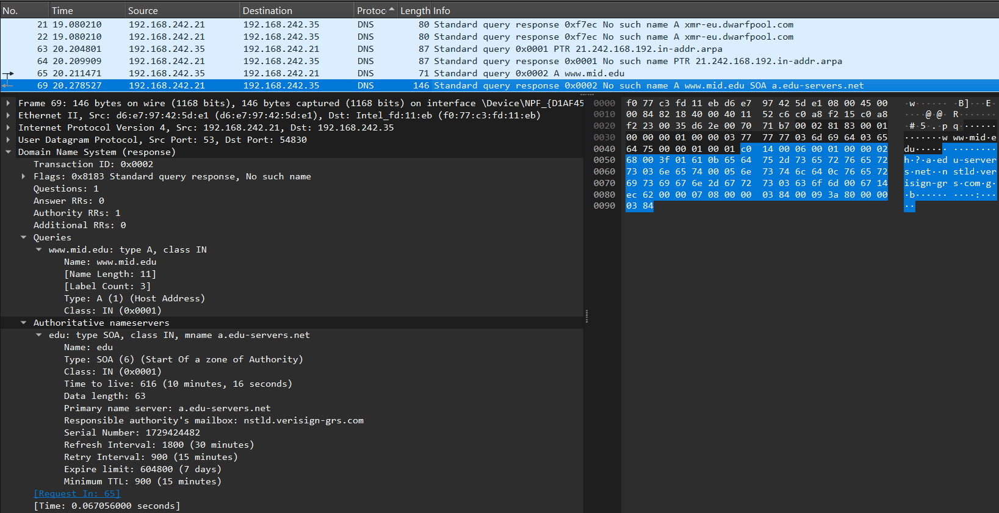 No. Time Source Destination Protoc Length Info
21 19.080210 192.168.242.21 192.168.242.35 DNS 80 Standard query response 0xf7ec No such name A xmr-eu.dwarfpool.com
22 19.080210 192.168.242.21 192.168.242.35 DNS 80 Standard query response 0xf7ec No such name A xmr-eu.dwarfpool.com
63 20.204801 192.168.242.35 192.168.242.21 DNS 87 Standard query 0x0001 PTR 21.242.168.192.in-addr.arpa
64 20.209909 192.168.242.21 192.168.242.35 DNS 87 Standard query response 0x0001 No such name PTR 21.242.168.192.in-addr.arpa
65 20.211471 192.168.242.35 192.168.242.21 DNS 71 Standard query 0x0002 A www.mid.edu
69 20.278527 192.168.242.21 192.168.242.35 DNS 146 Standard query response 0x0002 No such name A www.mid.edu SOA a.edu-servers.net
Frame 69: 146 bytes on wire (1168 bits), 146 bytes captured (1168 bits) on interface \Device\NPF_{D1AF45
Ethernet II, Src: d6:e7:97:42:5d:e1 (d6:e7:97:42:5d:e1), Dst: Intel_fd:11:eb (f0:77:c3:fd:11:eb)
Internet Protocol Version 4, Src: 192.168.242.21, Dst: 192.168.242.35
User Datagram Protocol, Src Port: 53, Dst Port: 54830
Domain Name System (response)
Transaction ID: 0x0002
Flags: 0x8183 Standard query response, No such name
Questions: 1
Answer RRs: 0
Authority RRs: 1
Additional RRs: 0
Queries
www.mid.edu: type A, class IN
Name: www.mid.edu
[Name Length: 11]
[Label Count: 3]
Type: A (1) (Host Address)
Class: IN (0x0001)
Authoritative nameservers
edu: type SOA, class IN, mname a.edu-servers.net
Name: edu
Type: SOA (6) (Start Of a zone of Authority)
Class: IN (0x0001)
Time to live: 616 (10 minutes, 16 seconds)
Data length: 63
Primary name server: a.edu-servers.net
Responsible authority's mailbox: nstld.verisign-grs.com
Serial Number: 1729424482
Refresh Interval: 1800 (30 minutes)
Retry Interval: 900 (15 minutes)
Expire limit: 604800 (7 days)
Minimum TTL: 900 (15 minutes)
[Request In: 65]
[Time: 0.067056000 seconds]
0000 f0 77 c3 fd 11 eb d6 e7 97 42 5d e1 08 00 45 00 ·w······ ·B]···E·
0010 00 84 82 18 40 00 40 11 52 c6 c0 a8 f2 15 c0 a8 ····@·@· R·······
0020 f2 23 00 35 d6 2e 00 70 71 b7 00 02 81 83 00 01 ·#·5·.·p q·······
0030 00 00 00 01 00 00 03 77 77 77 03 6d 69 64 03 65 ·······w ww·mid·e
0040 64 75 00 00 01 00 01 c0 14 00 06 00 01 00 00 02 du······ ········
0050 68 00 3f 01 61 0b 65 64 75 2d 73 65 72 76 65 72 h·?·a·ed u-server
0060 73 03 6e 65 74 00 05 6e 73 74 6c 64 0c 76 65 72 s·net··n stld·ver
0070 69 73 69 67 6e 2d 67 72 73 03 63 6f 6d 00 67 14 isign-gr s·com·g·
0080 ec 62 00 00 07 08 00 00 03 84 00 09 3a 80 00 00 ·b······ ····:···
0090 03 84 ··